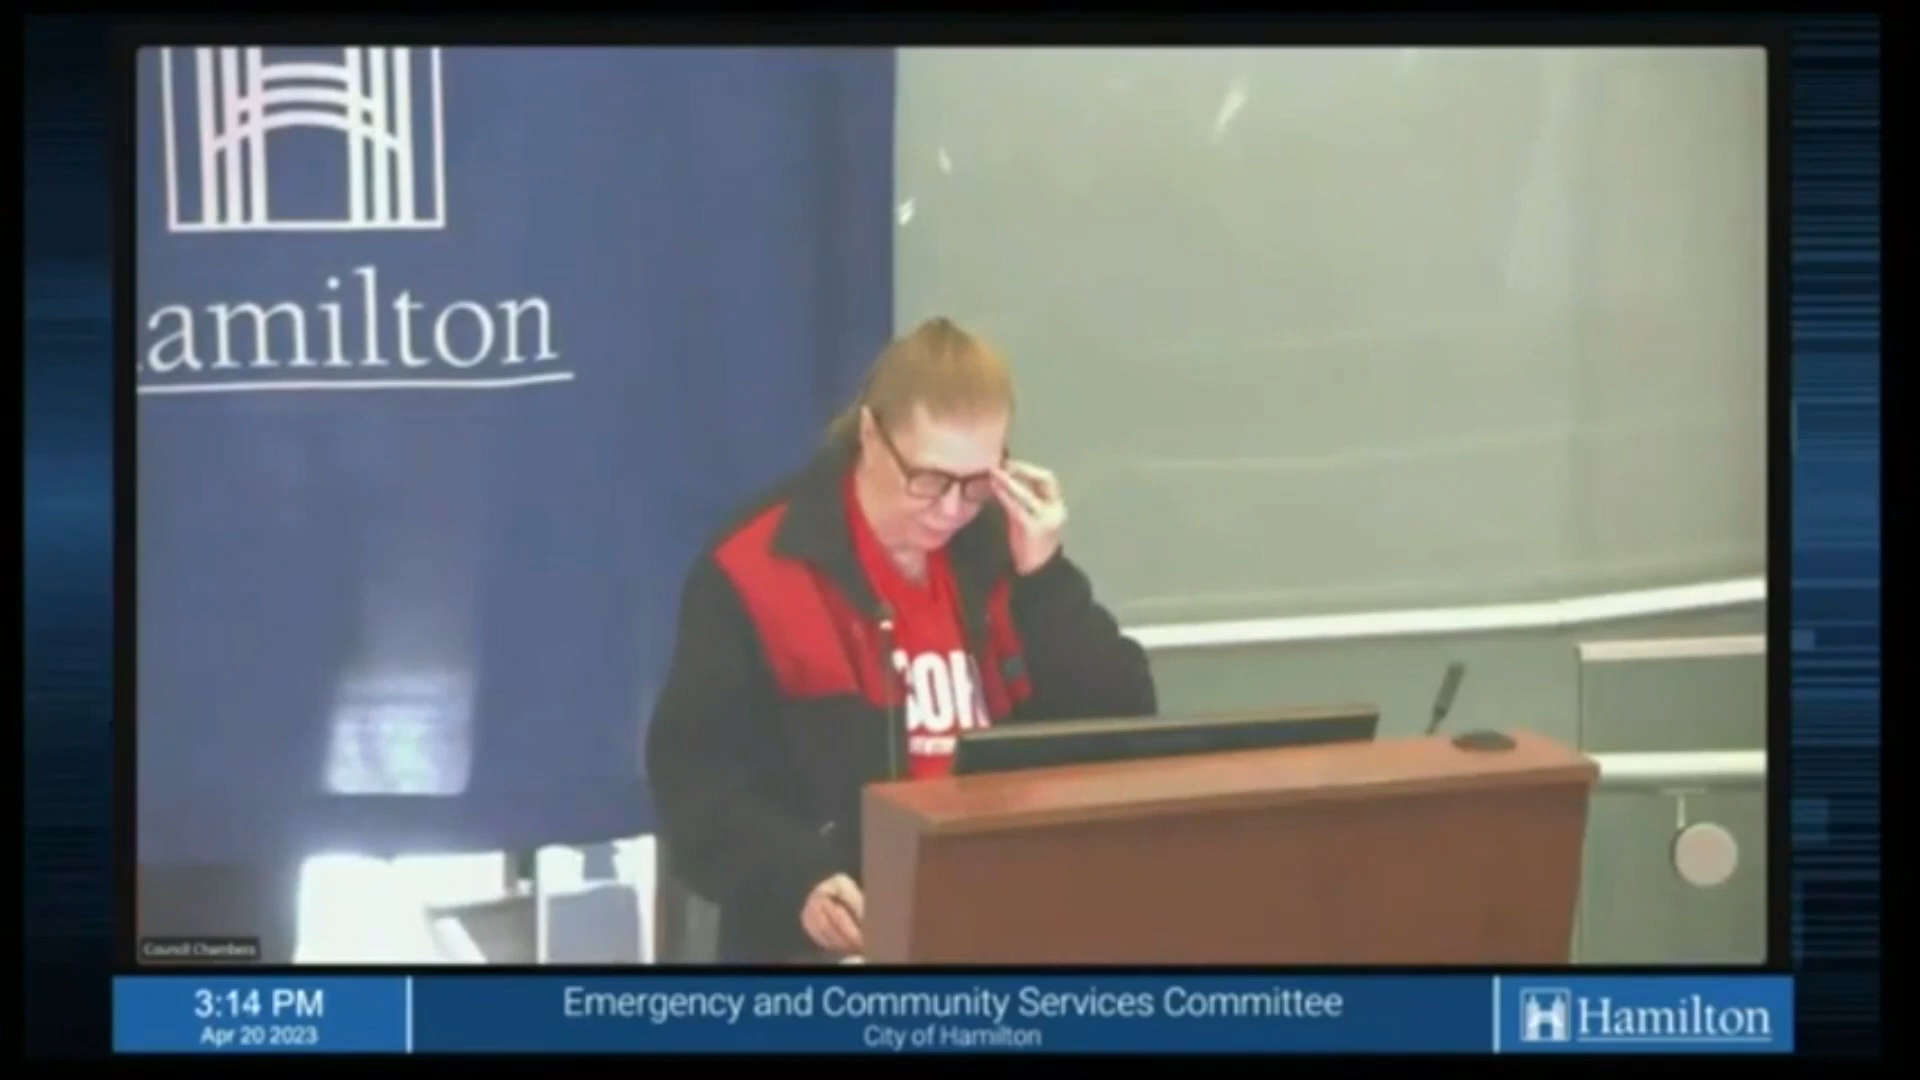 amilton
Council Chambers
3:14 PM
Apr 20 2023
Emergency and Community Services Committee
City of Hamilton
Hamilton